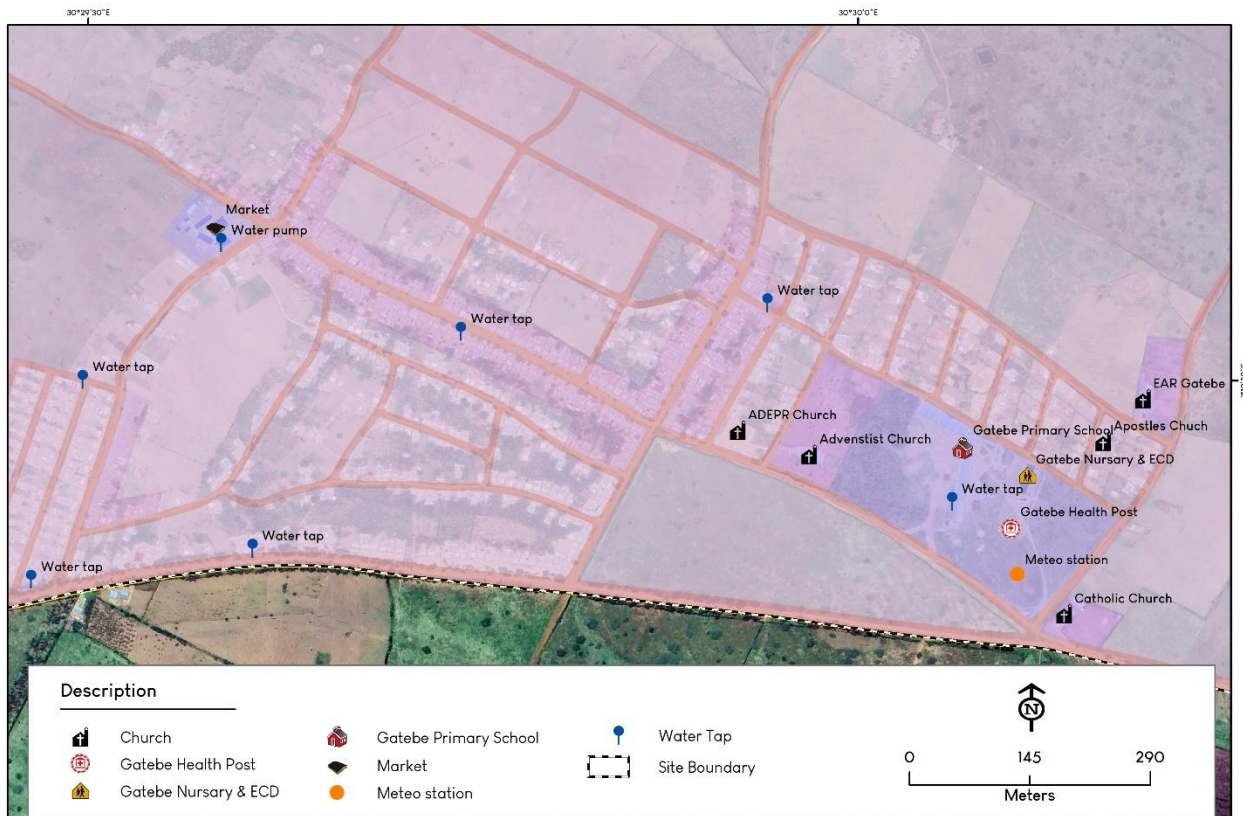 30°29'30"E
30°30'0"E
Market
Water pump
Water tap
Water tap
Water tap
EAR Gatebe
ADEPR Church
Apostles Chuch
Gatebe Primary School
Advenstist Church
Gatebe Nursary & ECD
Water tap
Gatebe Health Post
Water tap
Meteo station
Water tap
Catholic Church
Description
Church
Gatebe Health Post
Gatebe Nursary & ECD
Gatebe Primary School
Market
Meteo station
Water Tap
Site Boundary
N
0
145
290
Meters